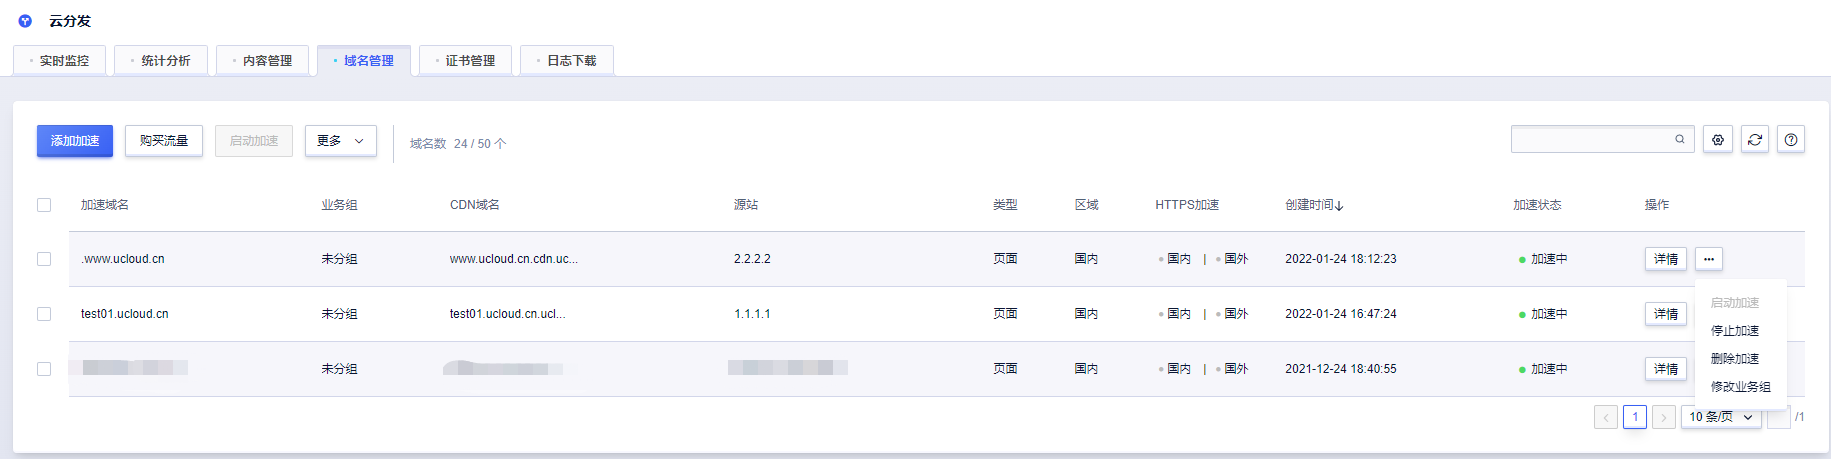 云分发
实时监控 统计分析 内容管理 域名管理 证书管理 日志下载
添加加速 购买流量 启动加速 更多 域名数 24 / 50 个
加速域名 业务组 CDN域名 源站 类型 区域 HTTPS加速 创建时间↓ 加速状态 操作
.www.ucloud.cn 未分组 www.ucloud.cn.cdn.uc... 2.2.2.2 页面 国内 国内 | 国外 2022-01-24 18:12:23 加速中 详情 •••
启动加速
test01.ucloud.cn 未分组 test01.ucloud.cn.ucl... 1.1.1.1 页面 国内 国内 | 国外 2022-01-24 16:47:24 加速中 详情
停止加速
删除加速
未分组 页面 国内 国内 | 国外 2021-12-24 18:40:55 加速中 详情
修改业务组
1 10 条/页 /1